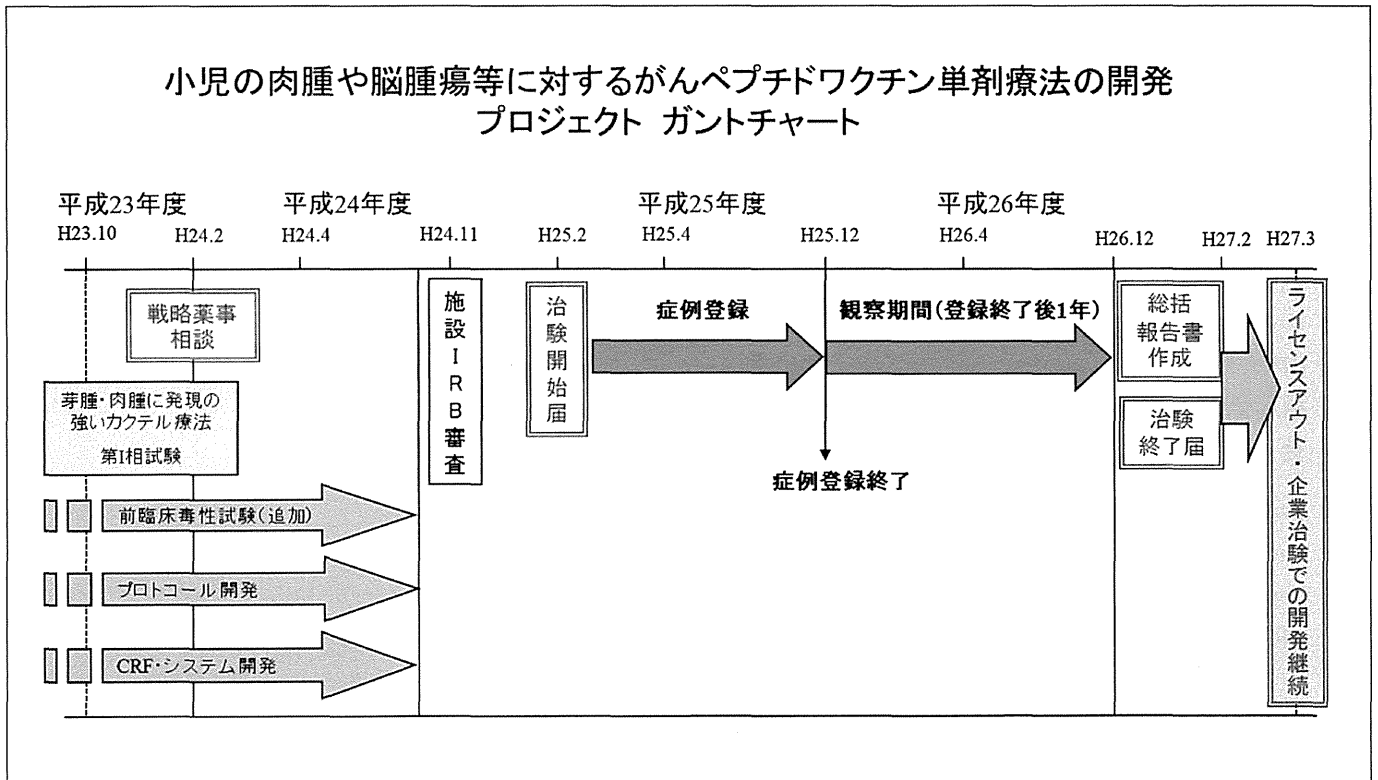 小児の肉腫や脳腫瘍等に対するがんペプチドワクチン単剤療法の開発
プロジェクト ガントチャート
平成23年度
平成24年度
平成25年度
平成26年度
H23.10
H24.2
H24.4
H24.11
H25.2
H25.4
H25.12
H26.4
H26.12
H27.2
H27.3
戦略薬事
相談
芽腫・肉腫に発現の
強いカクテル療法
第I相試験
前臨床毒性試験(追加)
プロトコール開発
CRF・システム開発
施設IRB審査
治験開始届
症例登録
症例登録終了
観察期間(登録終了後1年)
総括
報告書
作成
治験
終了届
ライセンスアウト・企業治験での開発継続